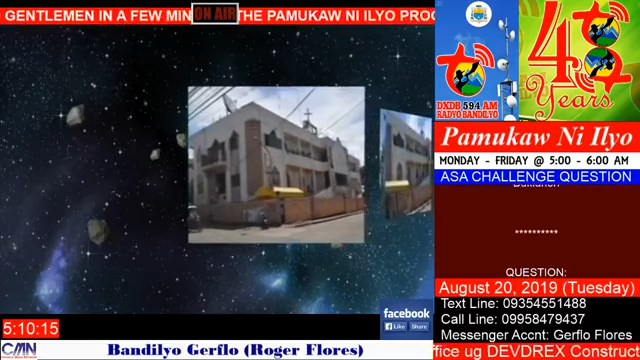 GENTLEMEN IN A FEW MIN
ON AIR
THE PAMUKAW NI ILYO PROG
48
Years
DXDB 594 AM
RADYO BANDILYO
Pamukaw Ni Ilyo
MONDAY - FRIDAY @ 5:00 - 6:00 AM
ASA CHALLENGE QUESTION
**********
QUESTION:
August 20, 2019 (Tuesday)
Text Line: 09354551488
Call Line: 09958479437
Messenger Accnt: Gerflo Flores
ffice ug DEVDREX Construct
facebook
Like
Share
5:10:15
CMN
Bandilyo Gerflo (Roger Flores)